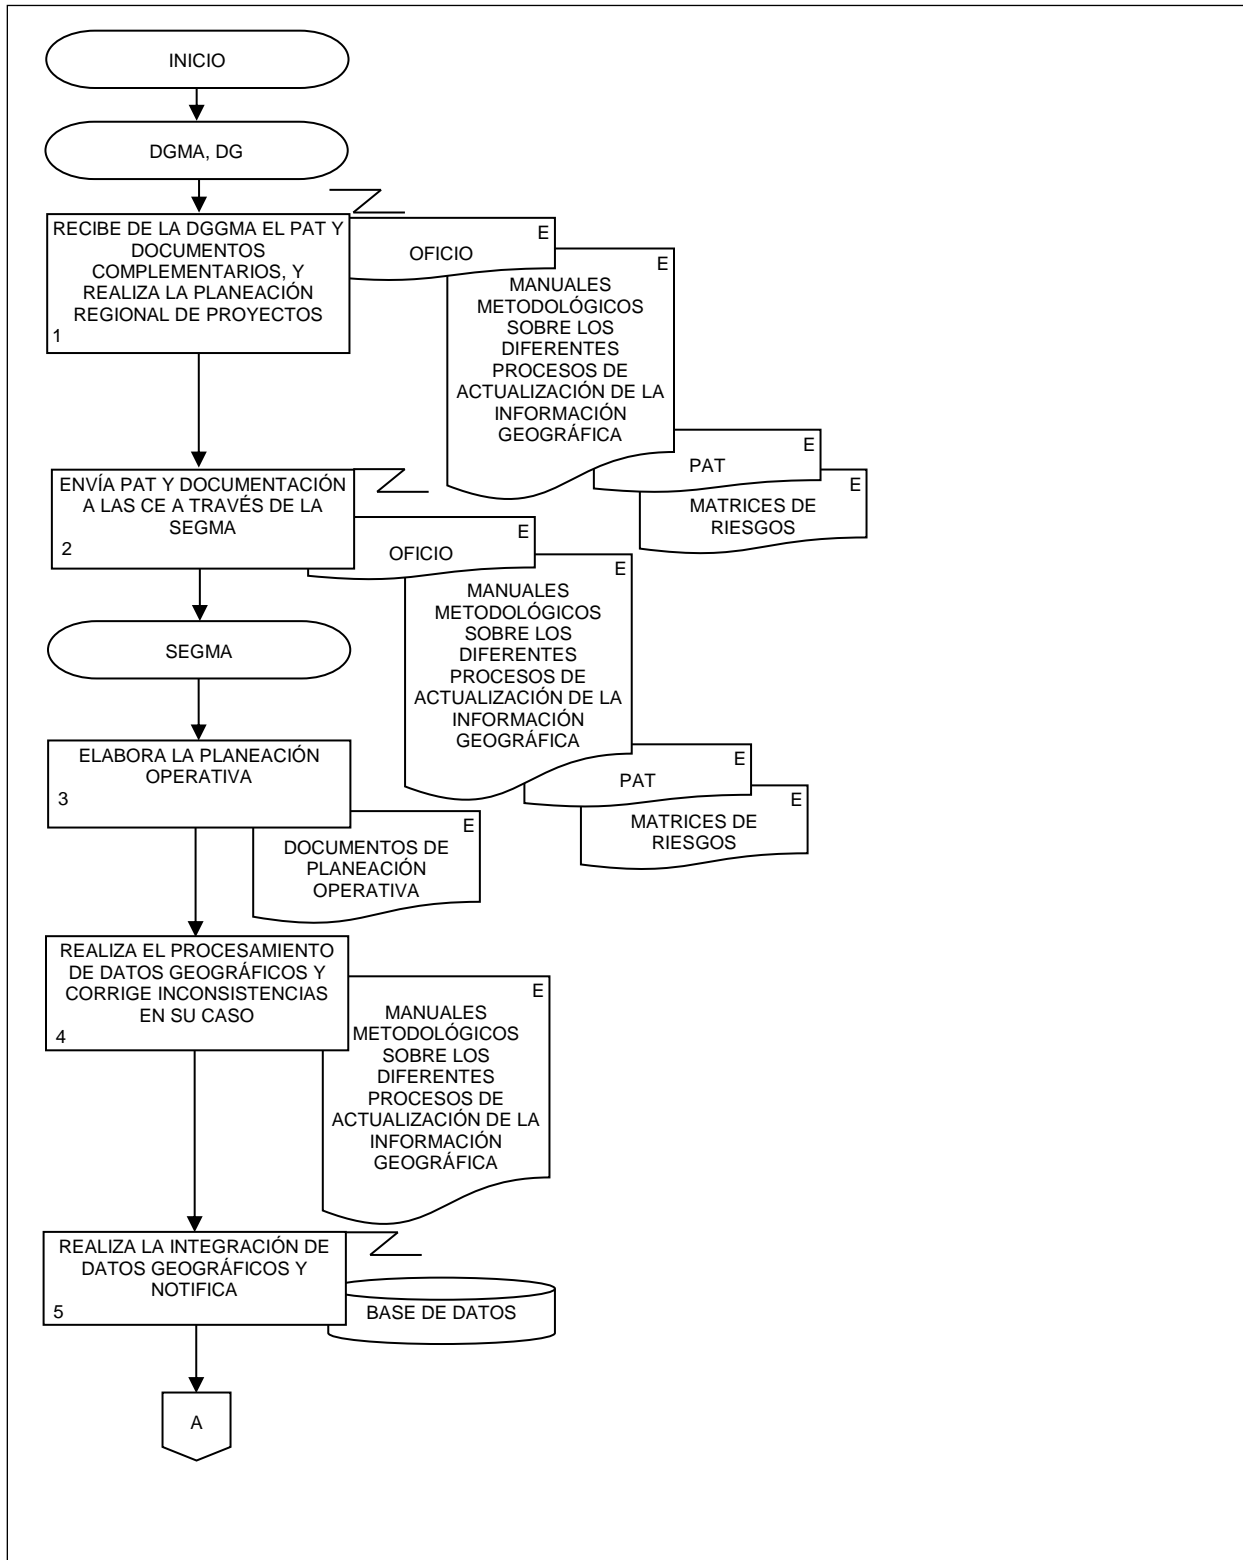 INICIO
DGMA, DG
RECIBE DE LA DGGMA EL PAT Y
DOCUMENTOS
COMPLEMENTARIOS, Y
REALIZA LA PLANEACIÓN
REGIONAL DE PROYECTOS
1
E
OFICIO
E
MANUALES
METODOLÓGICOS
SOBRE LOS
DIFERENTES
PROCESOS DE
ACTUALIZACIÓN DE LA
INFORMACIÓN
GEOGRÁFICA
E
PAT
E
MATRICES DE
RIESGOS
ENVÍA PAT Y DOCUMENTACIÓN
A LAS CE A TRAVÉS DE LA
SEGMA
2
E
OFICIO
E
MANUALES
METODOLÓGICOS
SOBRE LOS
DIFERENTES
PROCESOS DE
ACTUALIZACIÓN DE LA
INFORMACIÓN
GEOGRÁFICA
E
PAT
E
MATRICES DE
RIESGOS
SEGMA
ELABORA LA PLANEACIÓN
OPERATIVA
3
E
DOCUMENTOS DE
PLANEACIÓN
OPERATIVA
REALIZA EL PROCESAMIENTO
DE DATOS GEOGRÁFICOS Y
CORRIGE INCONSISTENCIAS
EN SU CASO
4
E
MANUALES
METODOLÓGICOS
SOBRE LOS
DIFERENTES
PROCESOS DE
ACTUALIZACIÓN DE LA
INFORMACIÓN
GEOGRÁFICA
REALIZA LA INTEGRACIÓN DE
DATOS GEOGRÁFICOS Y
NOTIFICA
5
BASE DE DATOS
A